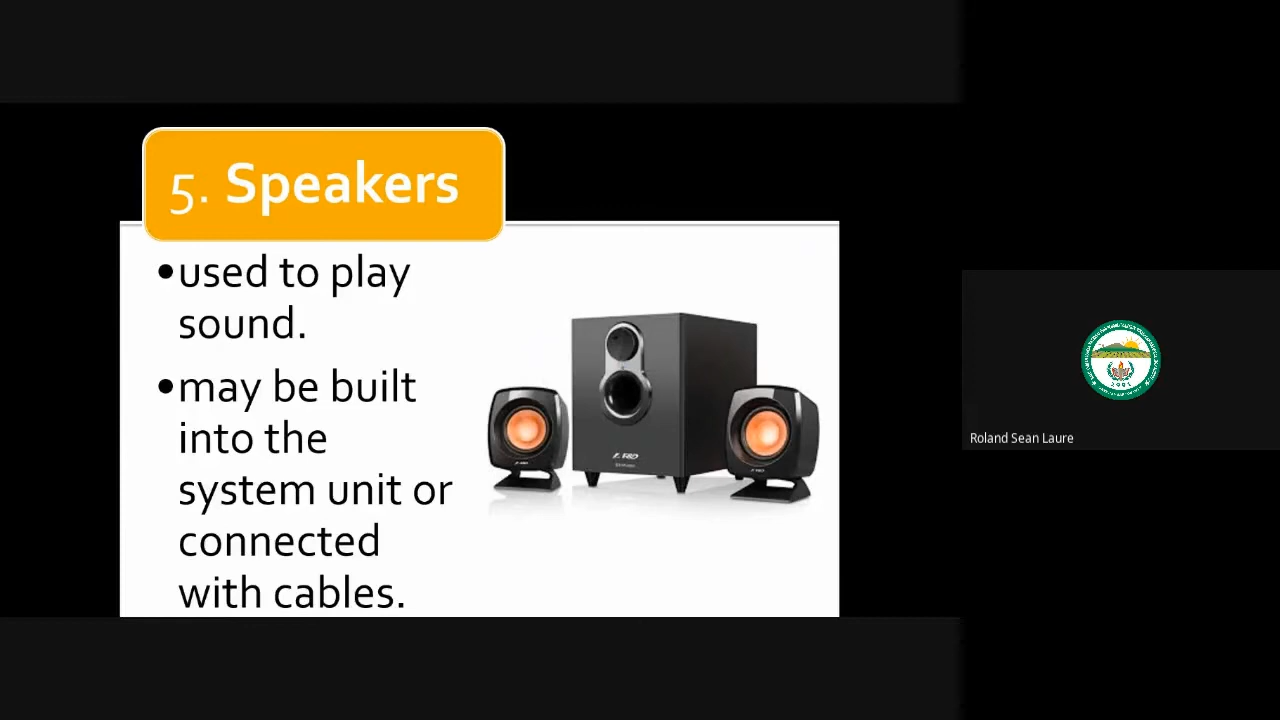 5. Speakers
•used to play
sound.
•may be built
into the
system unit or
connected
with cables.
Roland Sean Laure
2001